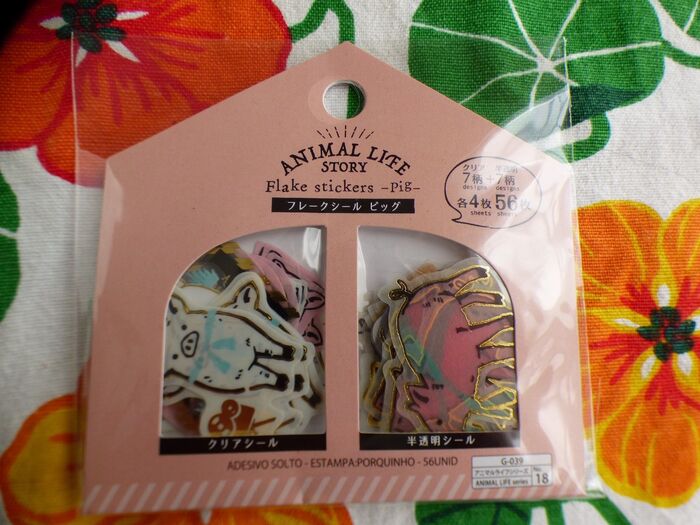 ANIMAL LIFE
STORY
Flake stickers -Pig-
フレークシール ピッグ
クリア 半透明
7柄+7柄
designs designs
各4枚56枚
sheets sheets
クリアシール
半透明シール
ADESIVO SOLTO - ESTAMPA:PORQUINHO - 56UNID
G-039
アニマルライフシリーズ
ANIMAL LIFE series
No.
18